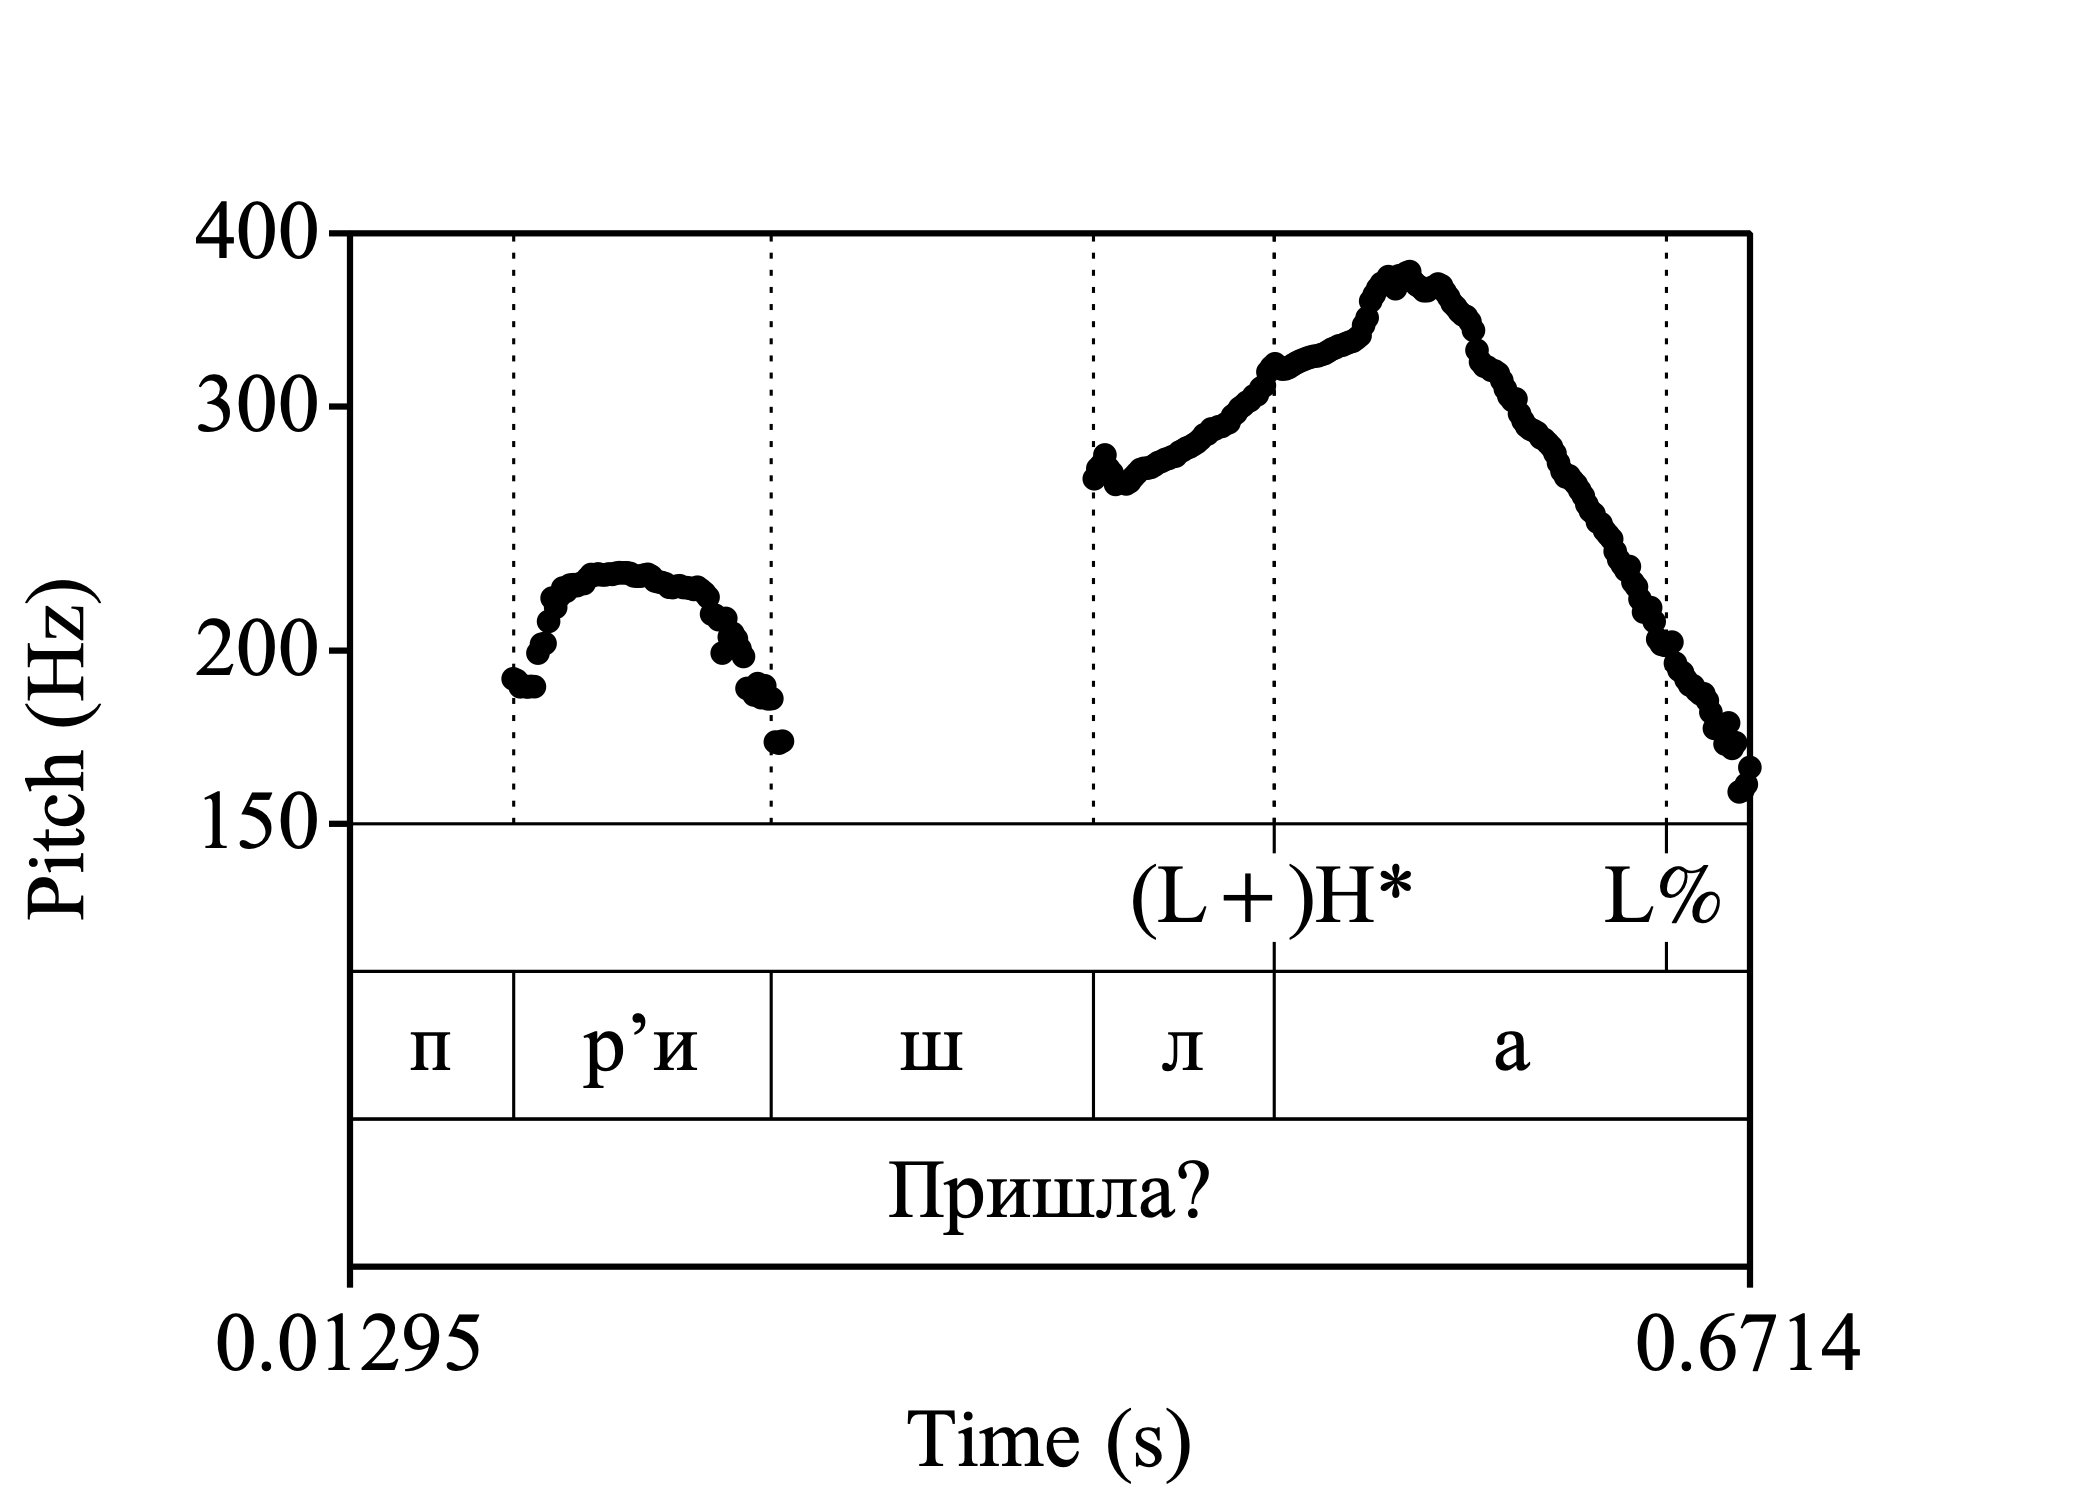 400
300
200
150
Pitch (Hz)
(L+)H* L%
п р’и ш л а
Пришла?
0.01295 0.6714
Time (s)